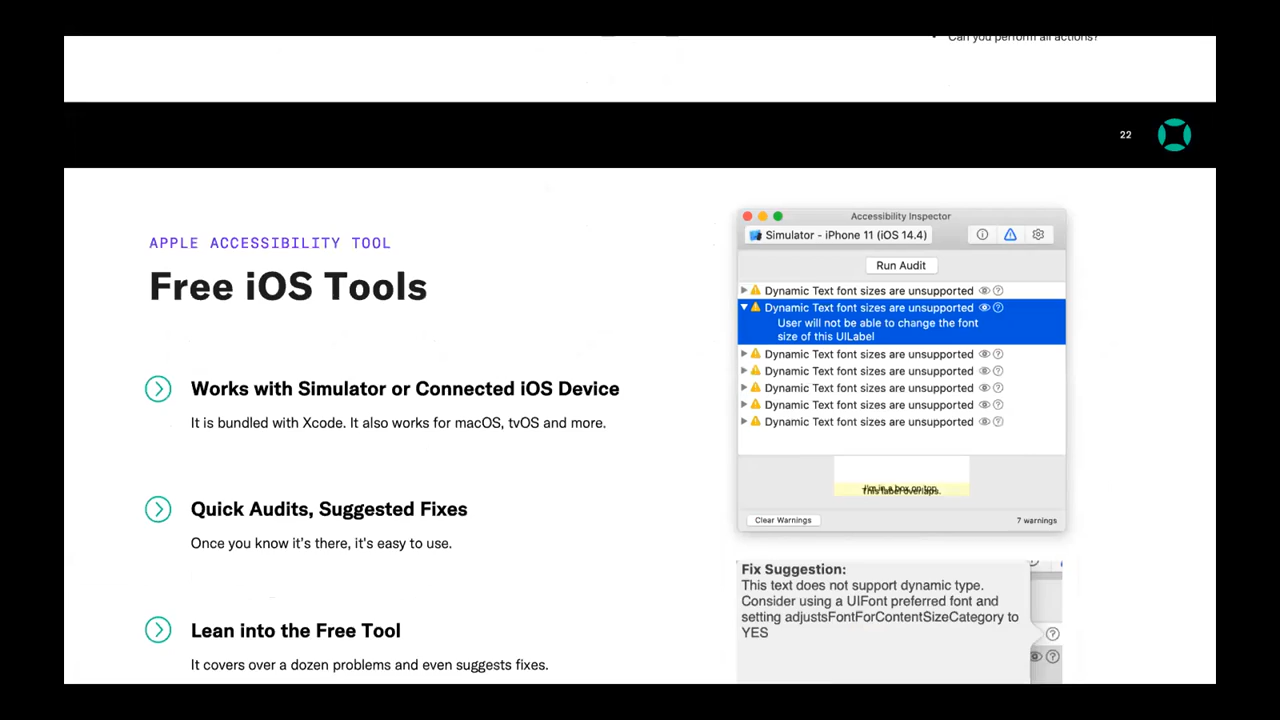 Can you perform all actions?
22
APPLE ACCESSIBILITY TOOL
Free iOS Tools
Works with Simulator or Connected iOS Device
It is bundled with Xcode. It also works for macOS, tvOS and more.
Quick Audits, Suggested Fixes
Once you know it's there, it's easy to use.
Lean into the Free Tool
It covers over a dozen problems and even suggests fixes.
Accessibility Inspector
Simulator - iPhone 11 (iOS 14.4)
Run Audit
Dynamic Text font sizes are unsupported
Dynamic Text font sizes are unsupported
User will not be able to change the font
size of this UILabel
Dynamic Text font sizes are unsupported
Dynamic Text font sizes are unsupported
Dynamic Text font sizes are unsupported
Dynamic Text font sizes are unsupported
Dynamic Text font sizes are unsupported
I'm in a box on top.
This label overlaps.
Clear Warnings
7 warnings
Fix Suggestion:
This text does not support dynamic type.
Consider using a UIFont preferred font and
setting adjustsFontForContentSizeCategory to
YES